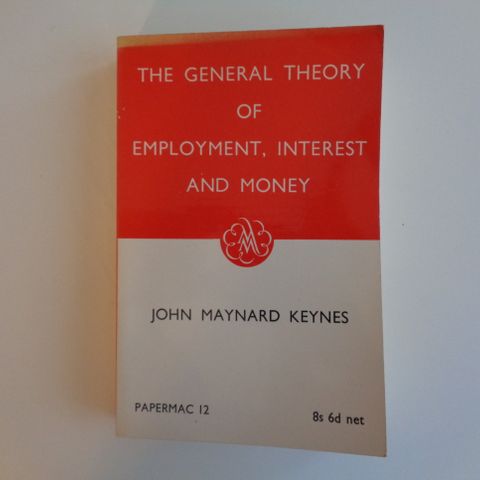 THE GENERAL THEORY
OF
EMPLOYMENT, INTEREST
AND MONEY
M
JOHN MAYNARD KEYNES
PAPERMAC 12
8s 6d net